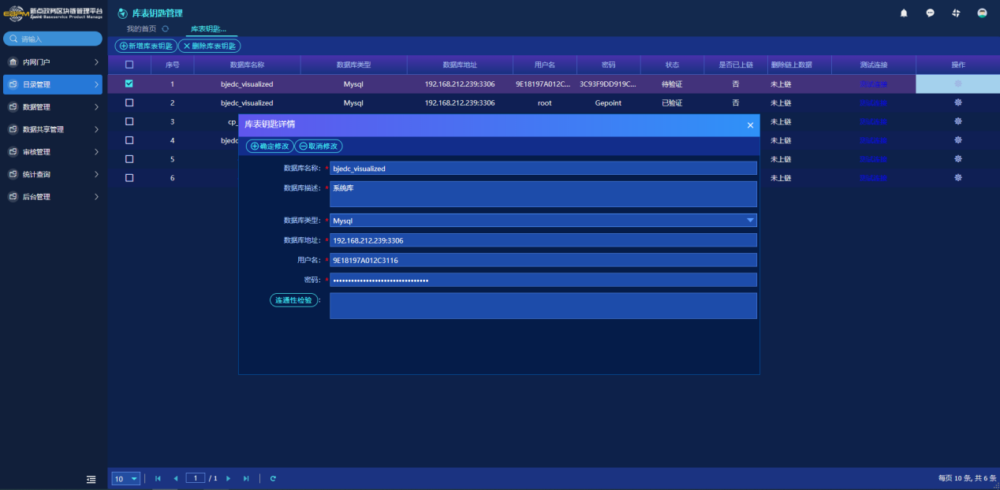 新点政务区块链管理平台
库表钥匙管理
我的首页 库表钥匙...
请输入
新增库表钥匙 删除库表钥匙
内网门户
目录管理
数据管理
数据共享管理
审核管理
统计查询
后台管理
序号 数据库名称 数据库类型 数据库地址 用户名 密码 状态 是否已上链 删除链上数据 测试连接 操作
1 bjedc_visualized Mysql 192.168.212.239:3306 9E18197A012C... 3C93F9DD919C... 待验证 否 未上链 测试连接
2 bjedc_visualized Mysql 192.168.212.239:3306 root Gepoint 已验证 否 未上链 测试连接
3 cp_ 未上链 测试连接
4 bjedc 未上链 测试连接
5 未上链 测试连接
6 未上链 测试连接
库表钥匙详情
确定修改 取消修改
数据库名称: * bjedc_visualized
数据库描述: * 系统库
数据库类型: * Mysql
数据库地址: * 192.168.212.239:3306
用户名: * 9E18197A012C3116
密码: * ••••••••••••••••••••••••••••••••
连通性检验:
10 1 / 1
每页 10 条, 共 6 条